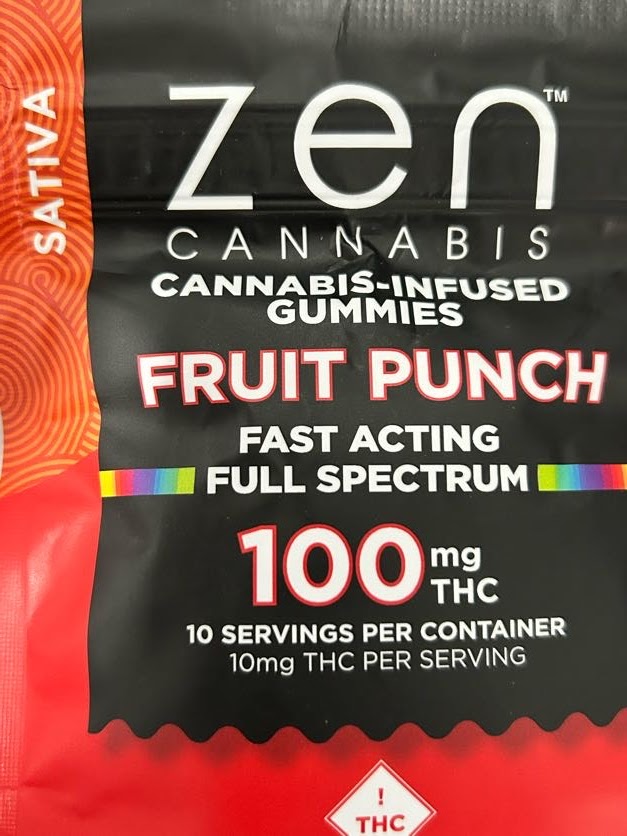 SATIVA
zen™
CANNABIS
CANNABIS-INFUSED
GUMMIES
FRUIT PUNCH
FAST ACTING
FULL SPECTRUM
100mg
THC
10 SERVINGS PER CONTAINER
10mg THC PER SERVING
!
THC